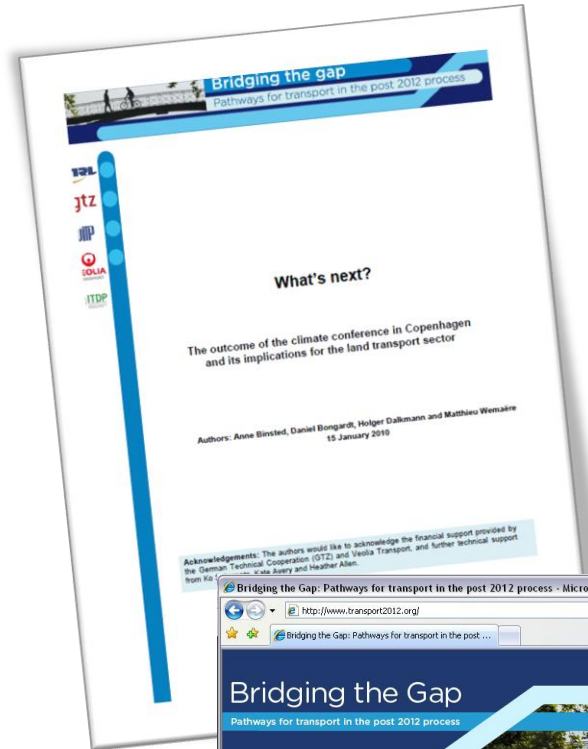 Bridging the gap
Pathways for transport in the post 2012 process
TRL
gtz
EOLIA
ITDP
What's next?
The outcome of the climate conference in Copenhagen
and its implications for the land transport sector
Authors: Anne Binsted, Daniel Bongardt, Holger Dalkmann and Matthieu Wemaëre
15 January 2010
Acknowledgements: The authors would like to acknowledge the financial support provided by
the German Technical Cooperation (GTZ) and Veolia Transport, and further technical support
from Ko Kate Avery and Heather Allen.
Bridging the Gap: Pathways for transport in the post 2012 process - Micro
http://www.transport2012.org/
Bridging the Gap: Pathways for transport in the post ...
Bridging the Gap
Pathways for transport in the post 2012 process